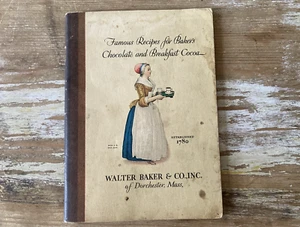 Famous Recipes for Baker's
Chocolate and Breakfast Cocoa
ESTABLISHED
1780
WALTER BAKER & CO., INC.
of Dorchester, Mass.